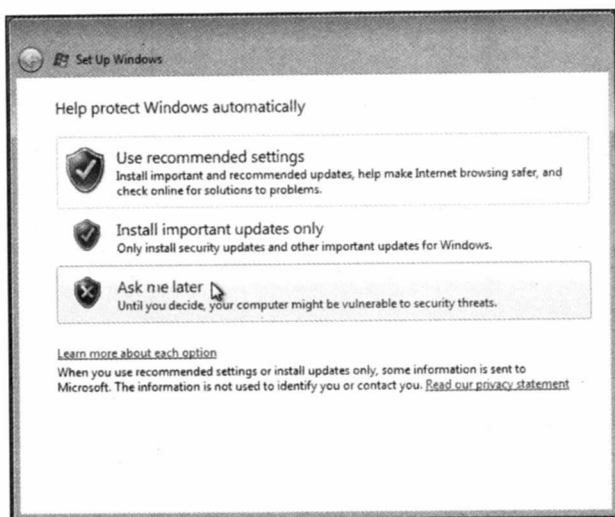 Set Up Windows
Help protect Windows automatically
Use recommended settings
Install important and recommended updates, help make Internet browsing safer, and
check online for solutions to problems.
Install important updates only
Only install security updates and other important updates for Windows.
Ask me later
Until you decide, your computer might be vulnerable to security threats.
Learn more about each option
When you use recommended settings or install updates only, some information is sent to
Microsoft. The information is not used to identify you or contact you. Read our privacy statement